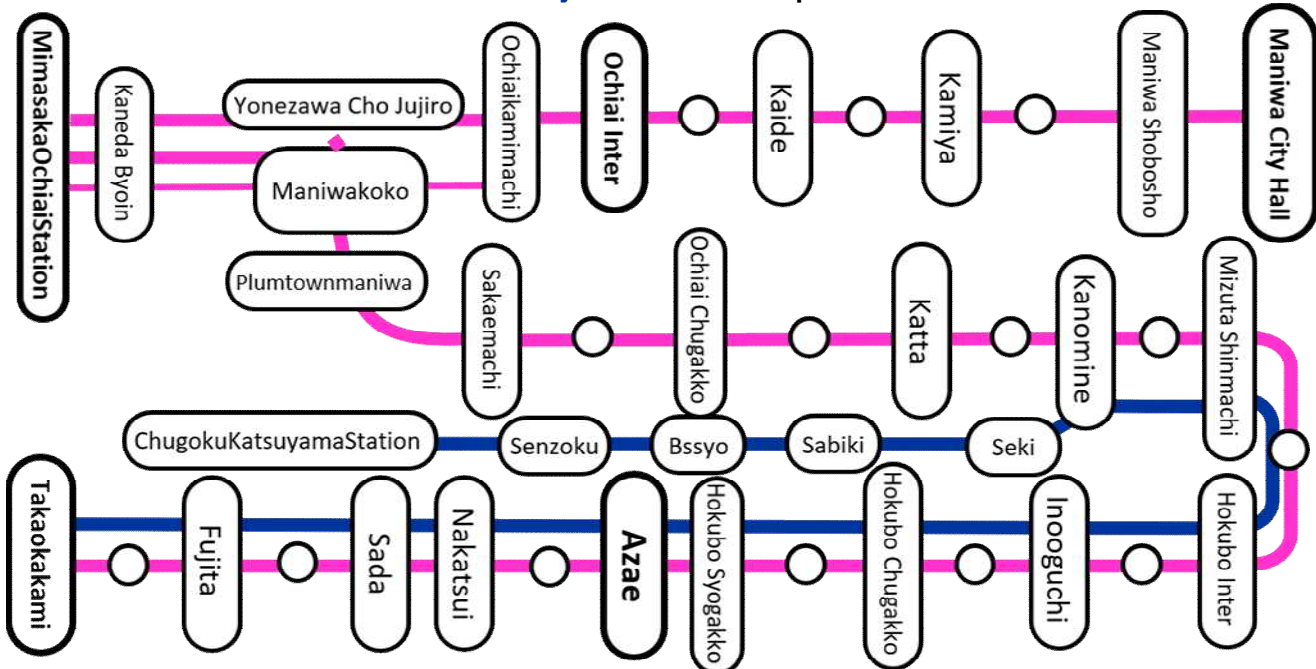 MimasakaOchiaiStation
Kaneda Byoin
Yonezawa Cho Jujiro
Maniwakoko
Plumtownmaniwa
Ochiaikamimachi
Ochiai Inter
Kaide
Kamiya
Maniwa Shobosho
Maniwa City Hall
Sakaemachi
Ochiai Chugakko
Katta
Kanomine
Mizuta Shinmachi
ChugokuKatsuyamaStation
Senzoku
Bssyo
Sabiki
Seki
Takaokakami
Fujita
Sada
Nakatsui
Azae
Hokubo Syogakko
Hokubo Chugakko
Inooguchi
Hokubo Inter